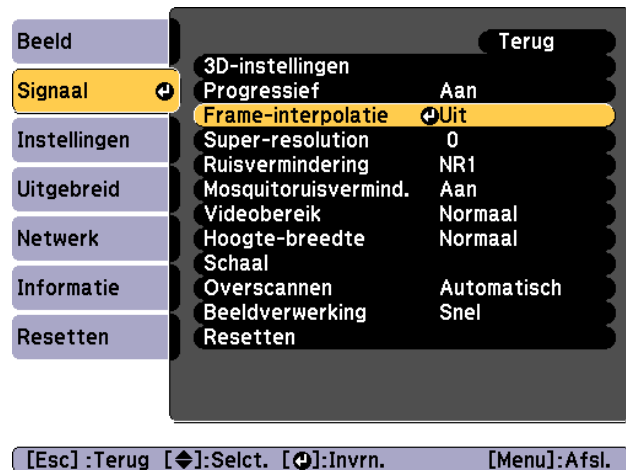 Beeld
Signaal
Instellingen
Uitgebreid
Netwerk
Informatie
Resetten
Terug
3D-instellingen
Progressief Aan
Frame-interpolatie Uit
Super-resolution 0
Ruisvermindering NR1
Mosquitoruisvermind. Aan
Videobereik Normaal
Hoogte-breedte Normaal
Schaal
Overscannen Automatisch
Beeldverwerking Snel
Resetten
[Esc] :Terug [◆]:Selct. [⏎]:Invrn. [Menu]:Afsl.